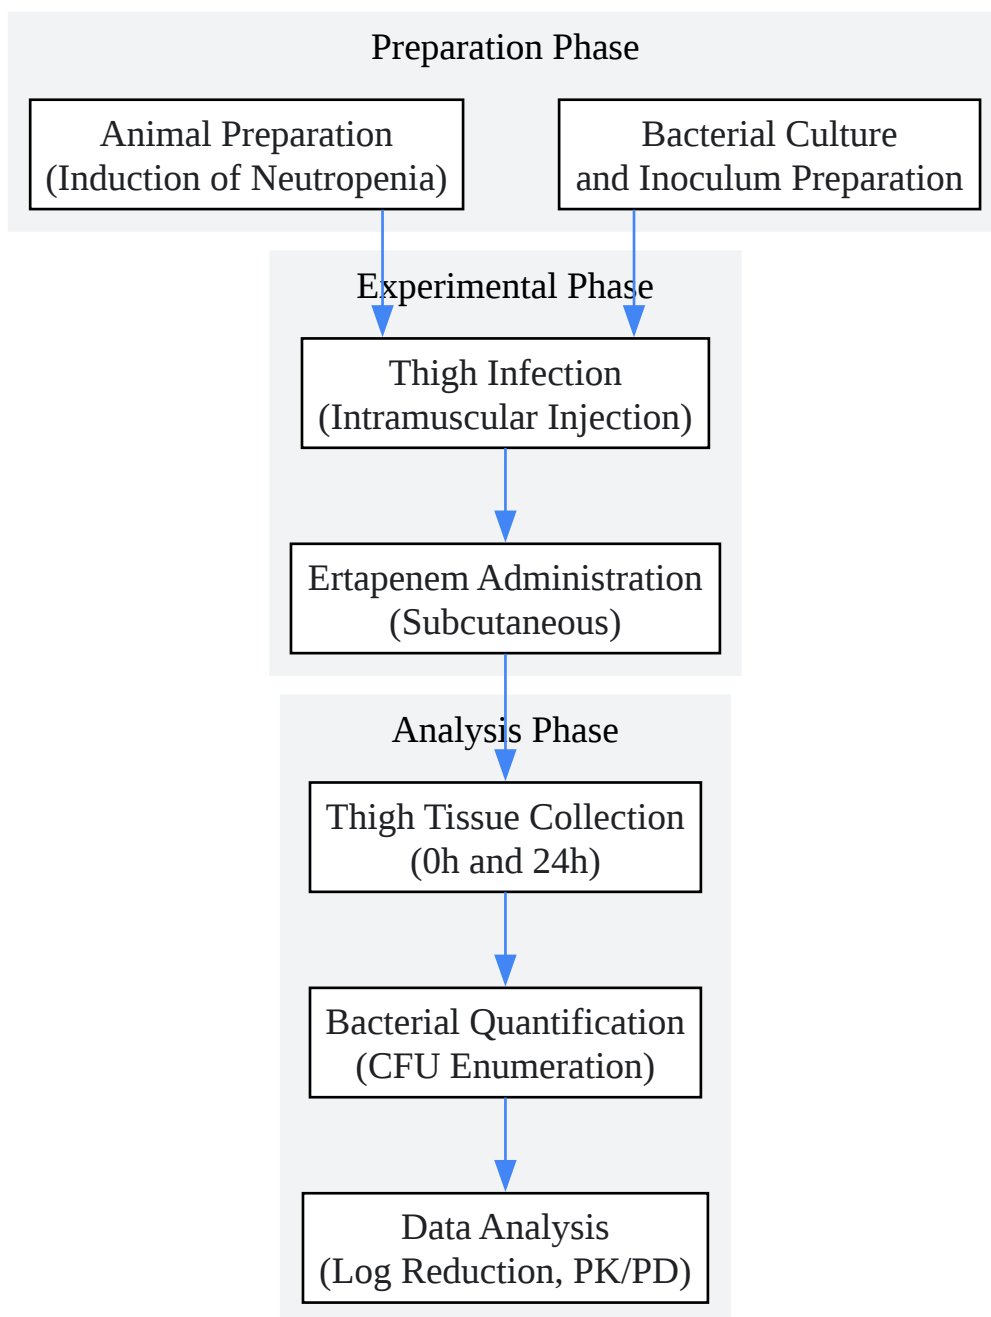 Preparation Phase
Animal Preparation
(Induction of Neutropenia)
Bacterial Culture
and Inoculum Preparation
Experimental Phase
Thigh Infection
(Intramuscular Injection)
Ertapenem Administration
(Subcutaneous)
Analysis Phase
Thigh Tissue Collection
(0h and 24h)
Bacterial Quantification
(CFU Enumeration)
Data Analysis
(Log Reduction, PK/PD)